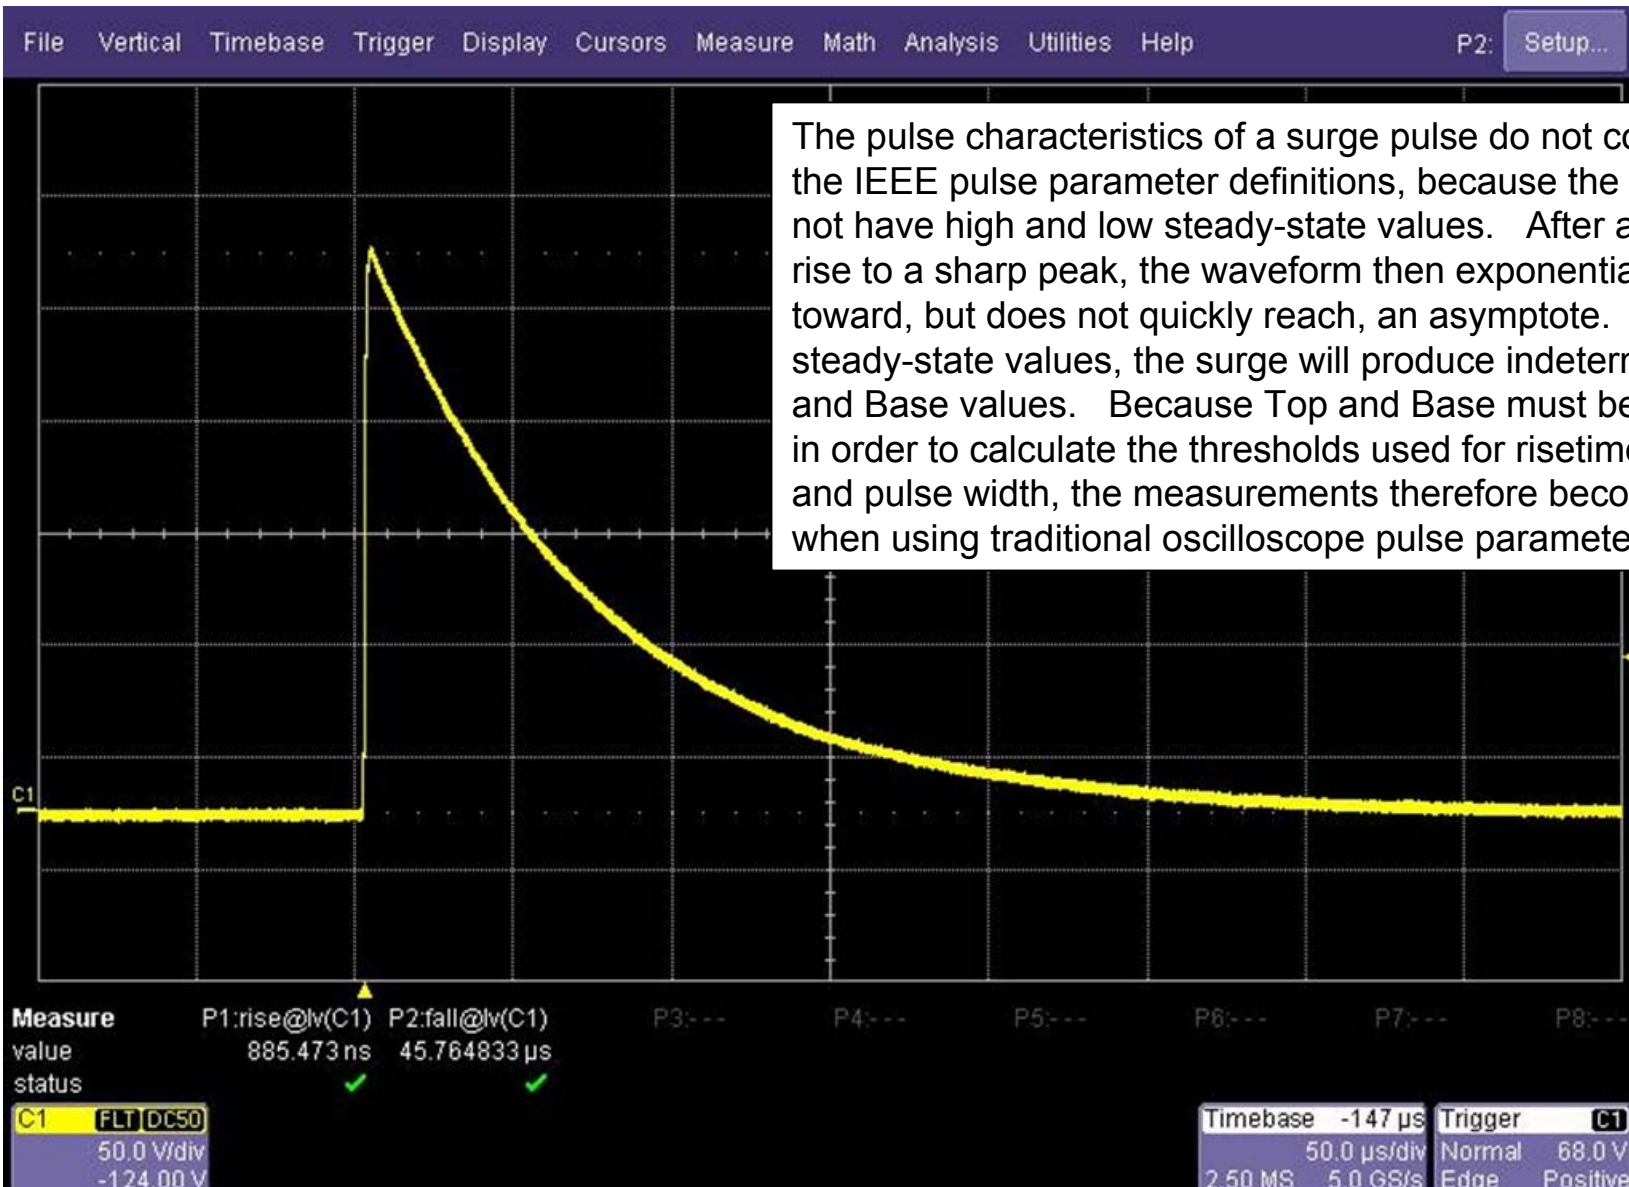 File Vertical Timebase Trigger Display Cursors Measure Math Analysis Utilities Help P2: Setup...
The pulse characteristics of a surge pulse do not
the IEEE pulse parameter definitions, because the
not have high and low steady-state values. After a
rise to a sharp peak, the waveform then
toward, but does not quickly reach, an asymptote.
steady-state values, the surge will produce
and Base values. Because Top and Base must
in order to calculate the thresholds used for
and pulse width, the measurements therefore
when using traditional oscilloscope pulse
C1
Measure P1:rise@lv(C1) P2:fall@lv(C1) P3:--- P4:--- P5:--- P6:--- P7:--- P8:---
value 885.473 ns 45.764833 µs
status
C1 FLT DC50 Timebase -147 µs Trigger C1
50.0 V/div 50.0 µs/div Normal 68.0 V
-124.00 V 2.50 MS 5.0 GS/s Edge Positive